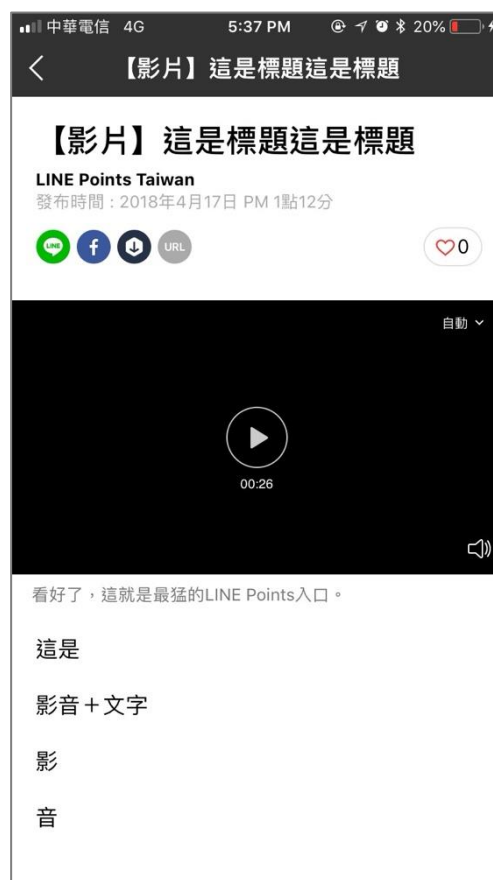 中華電信 4G 5:37 PM 20%
【影片】這是標題這是標題
【影片】這是標題這是標題
LINE Points Taiwan
發布時間：2018年4月17日 PM 1點12分
LINE f URL 0
自動
00:26
看好了，這就是最猛的LINE Points入口。
這是
影音＋文字
影
音